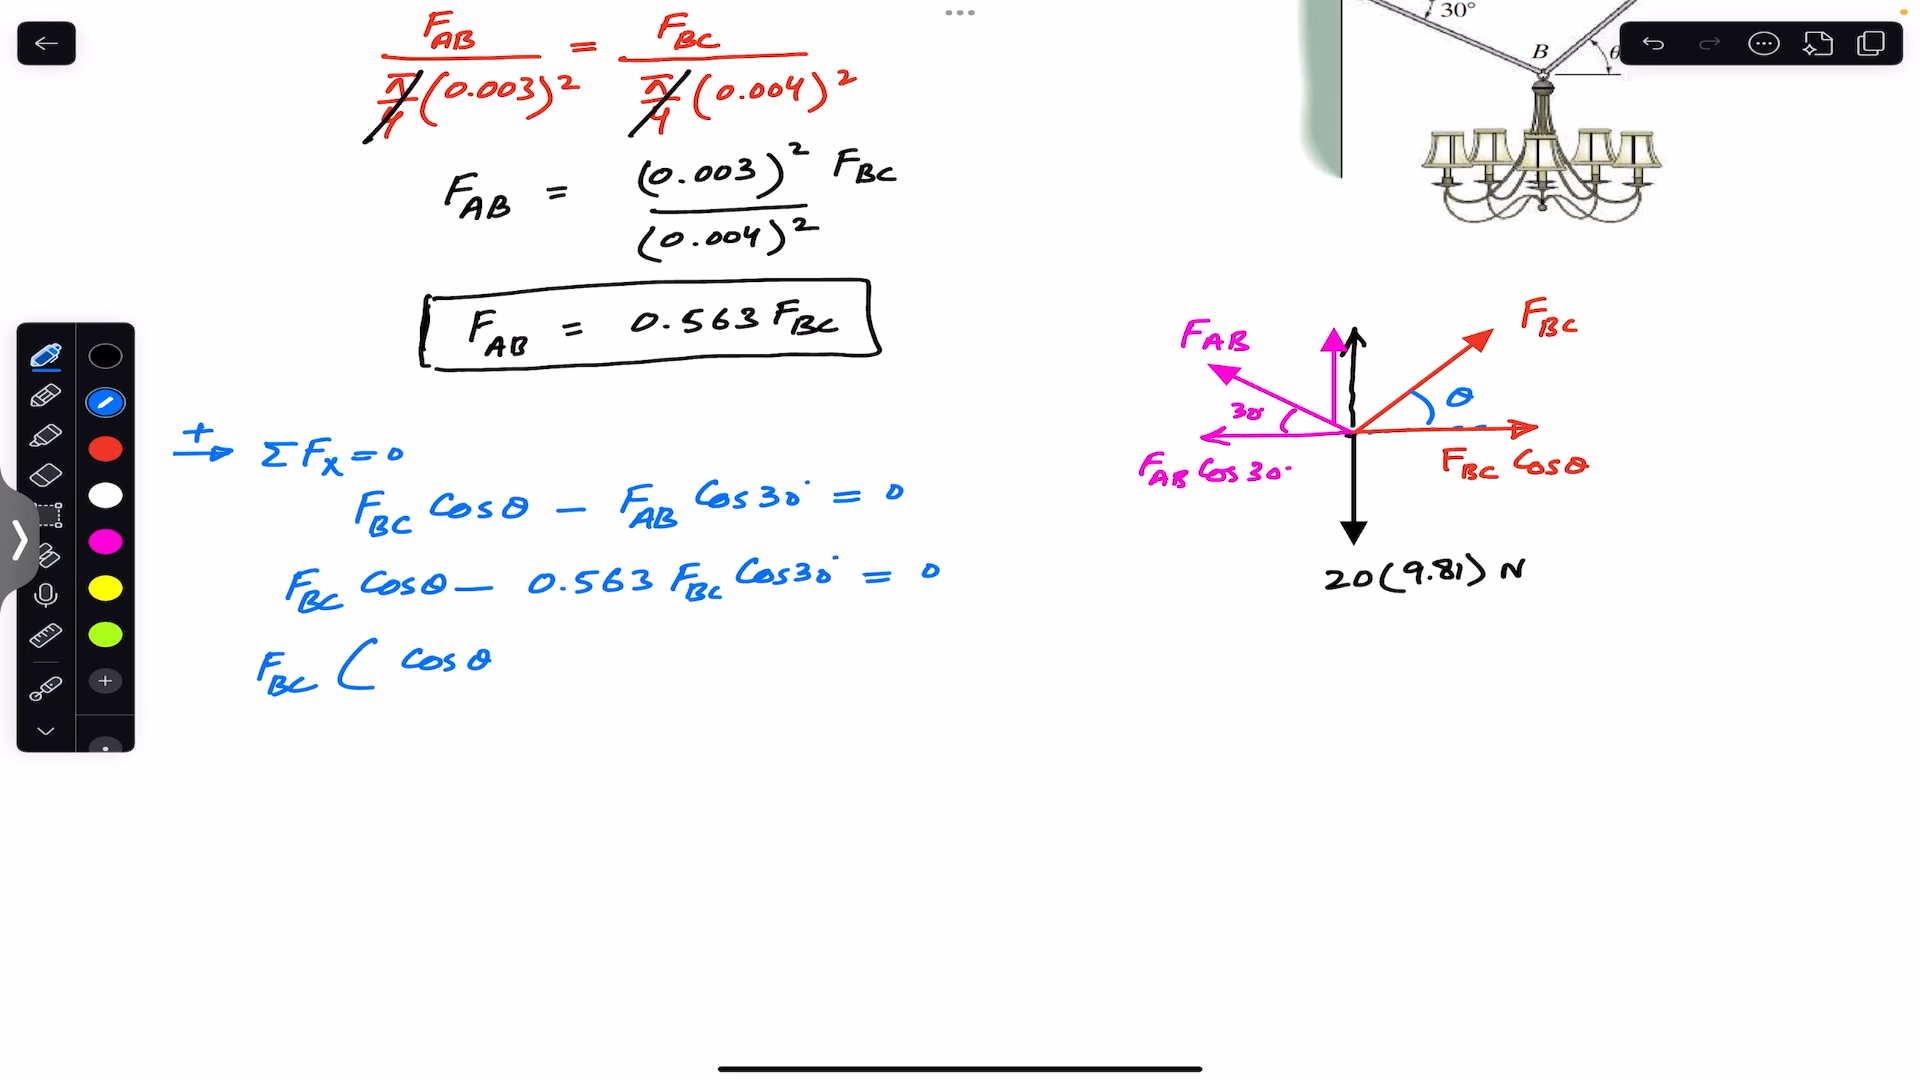 F_AB / (π/4 (0.003)²) = F_BC / (π/4 (0.004)²)
F_AB = (0.003)² F_BC / (0.004)²
F_AB = 0.563 F_BC
+→ ΣF_x = 0
F_BC Cosθ − F_AB Cos30° = 0
F_BC Cosθ − 0.563 F_BC Cos30° = 0
F_BC ( Cosθ
30°
B
θ
F_AB
F_BC
30°
θ
F_AB Cos30°
F_BC Cosθ
20(9.81) N